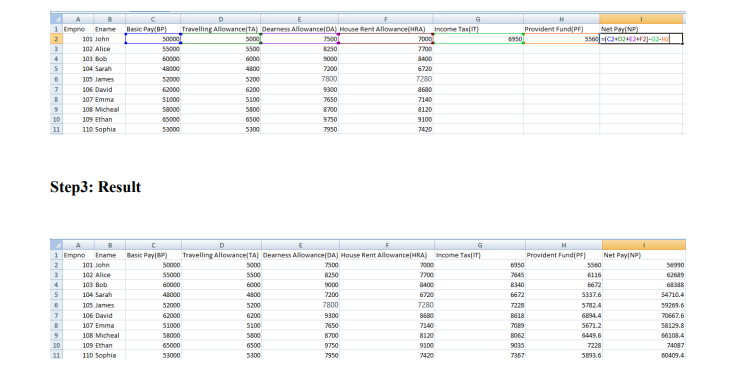 A B C D E F G H I
1 Empno Ename Basic Pay(BP) Travelling Allowance(TA) Dearness Allowance(DA) House Rent Allowance(HRA) Income Tax(IT) Provident Fund(PF) Net Pay(NP)
2 101 John 50000 5000 7500 7000 6950 5560 =(C2+D2+E2+F2)-G2-H2
3 102 Alice 55000 5500 8250 7700
4 103 Bob 60000 6000 9000 8400
5 104 Sarah 48000 4800 7200 6720
6 105 James 52000 5200 7800 7280
7 106 David 62000 6200 9300 8680
8 107 Emma 51000 5100 7650 7140
9 108 Micheal 58000 5800 8700 8120
10 109 Ethan 65000 6500 9750 9100
11 110 Sophia 53000 5300 7950 7420
Step3: Result
A B C D E F G H I
1 Empno Ename Basic Pay(BP) Travelling Allowance(TA) Dearness Allowance(DA) House Rent Allowance(HRA) Income Tax(IT) Provident Fund(PF) Net Pay(NP)
2 101 John 50000 5000 7500 7000 6950 5560 56990
3 102 Alice 55000 5500 8250 7700 7645 6116 62689
4 103 Bob 60000 6000 9000 8400 8340 6672 68388
5 104 Sarah 48000 4800 7200 6720 6672 5337.6 54710.4
6 105 James 52000 5200 7800 7280 7228 5782.4 59269.6
7 106 David 62000 6200 9300 8680 8618 6894.4 70667.6
8 107 Emma 51000 5100 7650 7140 7089 5671.2 58129.8
9 108 Micheal 58000 5800 8700 8120 8062 6449.6 66108.4
10 109 Ethan 65000 6500 9750 9100 9035 7228 74087
11 110 Sophia 53000 5300 7950 7420 7367 5893.6 60409.4